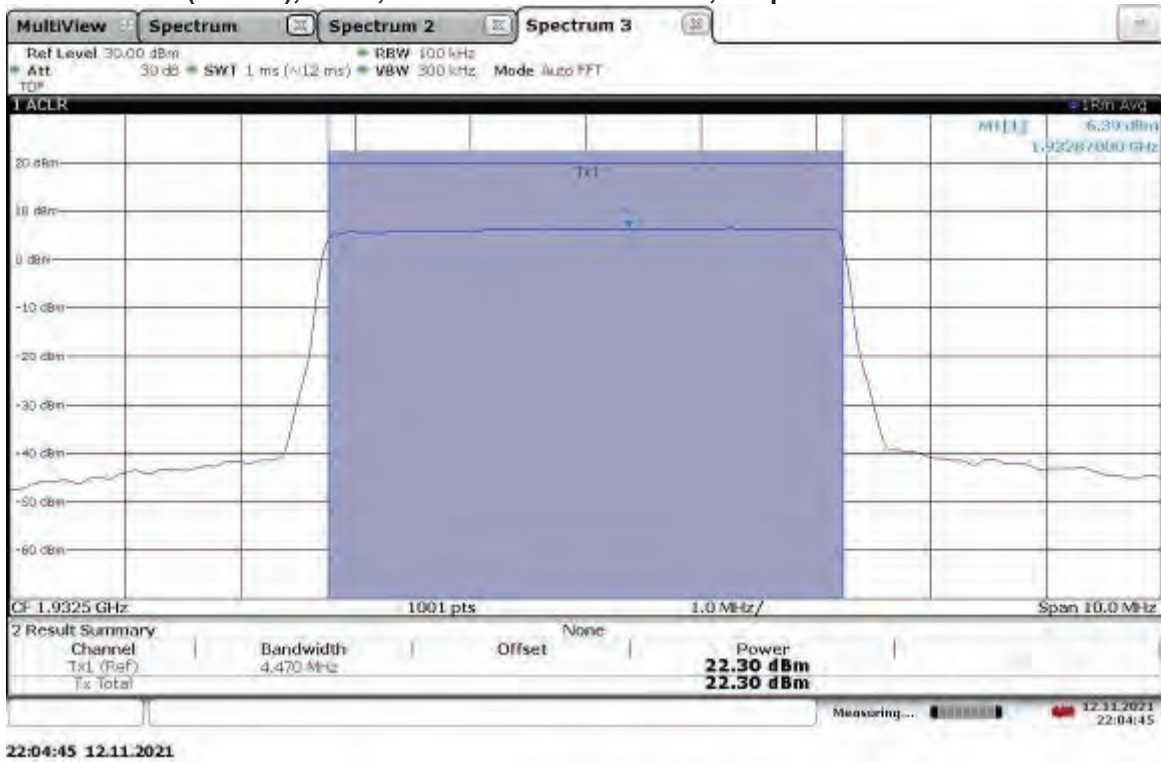 MultiView Spectrum Spectrum 2 Spectrum 3
Ref Level 30.00 dBm RBW 100 kHz
Att 30 dB SWT 1 ms (~12 ms) VBW 300 kHz Mode Auto FFT
TDF
1 ACLR 1Rm Avg
M1[1] 6.39 dBm
1.93287000 GHz
20 dBm
Tx1
10 dBm
0 dBm
-10 dBm
-20 dBm
-30 dBm
-40 dBm
-50 dBm
-60 dBm
CF 1.9325 GHz 1001 pts 1.0 MHz/ Span 10.0 MHz
2 Result Summary None
Channel Bandwidth Offset Power
Tx1 (Ref) 4.470 MHz 22.30 dBm
Tx Total 22.30 dBm
Measuring.... 12.11.2021
22:04:45
22:04:45 12.11.2021